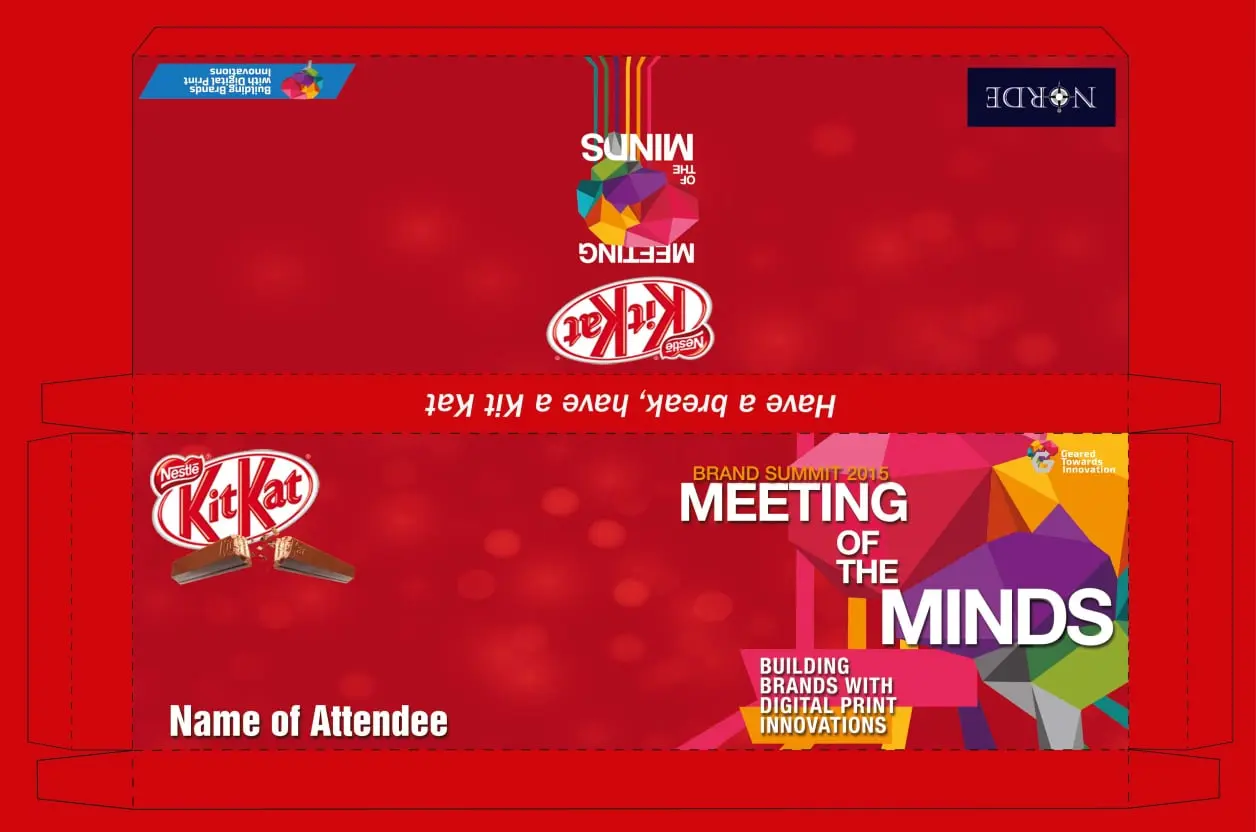 Building Brands
with Digital Print
Innovations
NORDE
MEETING
OF
THE
MINDS
Nestlé
KitKat
Have a break, have a Kit Kat
Nestlé
KitKat
BRAND SUMMIT 2015
MEETING
OF
THE
MINDS
Geared
Towards
Innovation
BUILDING
BRANDS WITH
DIGITAL PRINT
INNOVATIONS
Name of Attendee